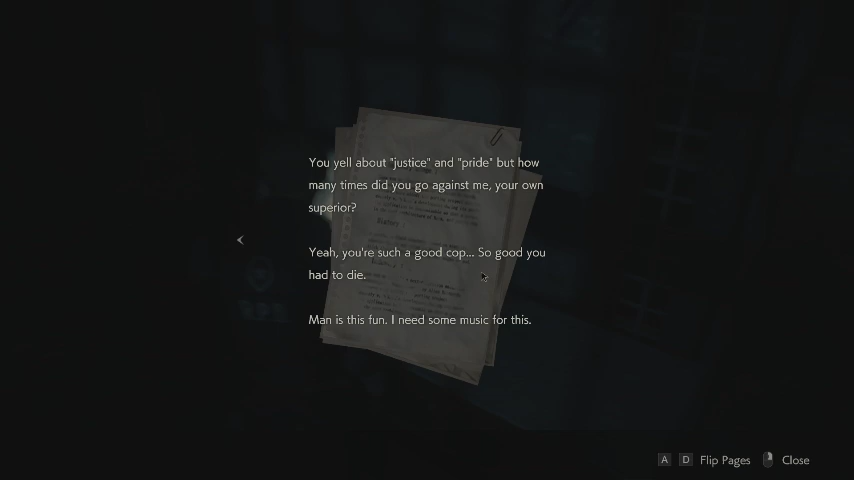 You yell about "justice" and "pride" but how
many times did you go against me, your own
superior?
Yeah, you're such a good cop... So good you
had to die.
Man is this fun. I need some music for this.
A D Flip Pages Close